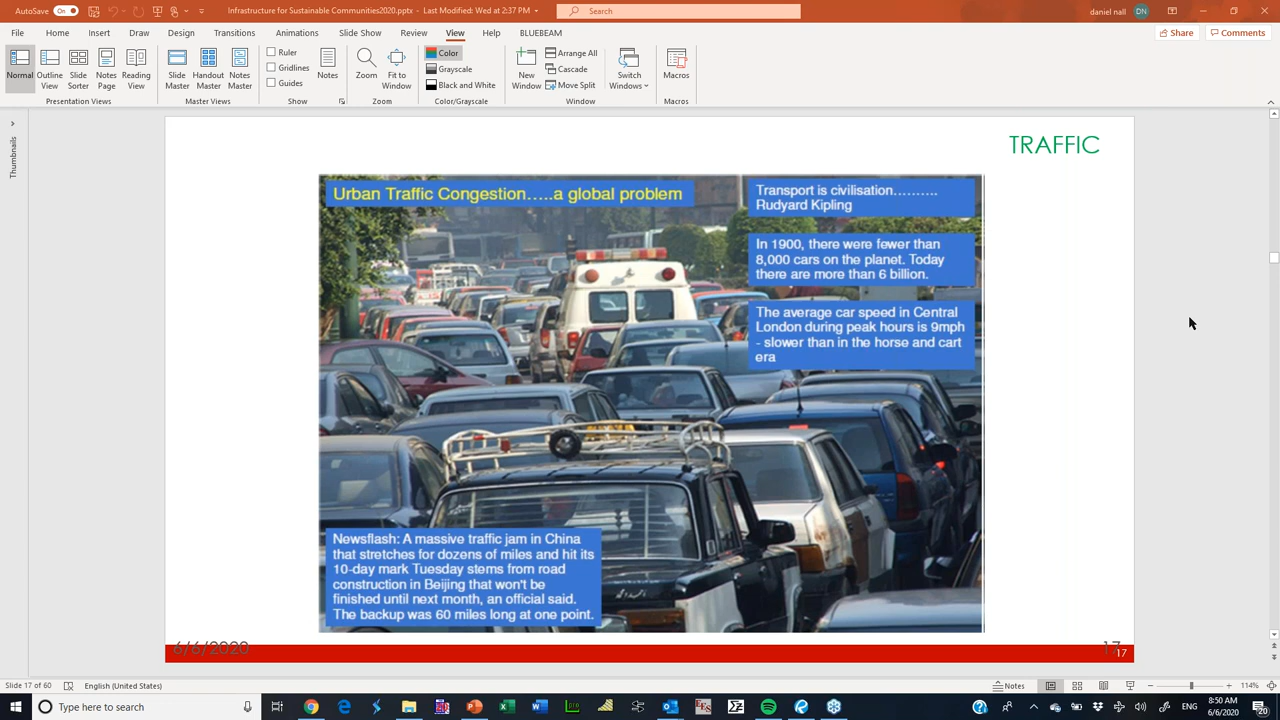 AutoSave On Infrastructure for Sustainable Communities2020.pptx - Last Modified: Wed at 2:37 PM Search daniel nall DN
File Home Insert Draw Design Transitions Animations Slide Show Review View Help BLUEBEAM Share Comments
Normal Outline View Slide Sorter Notes Page Reading View
Presentation Views
Slide Master Handout Master Notes Master
Master Views
Ruler
Gridlines
Guides
Notes
Show
Zoom Fit to Window
Zoom
Color
Grayscale
Black and White
Color/Grayscale
New Window
Arrange All
Cascade
Move Split
Switch Windows
Window
Macros
Macros
Thumbnails
TRAFFIC
Urban Traffic Congestion.....a global problem
Transport is civilisation..........
Rudyard Kipling
In 1900, there were fewer than
8,000 cars on the planet. Today
there are more than 6 billion.
The average car speed in Central
London during peak hours is 9mph
- slower than in the horse and cart
era
Newsflash: A massive traffic jam in China
that stretches for dozens of miles and hit its
10-day mark Tuesday stems from road
construction in Beijing that won't be
finished until next month, an official said.
The backup was 60 miles long at one point.
6/6/2020 17 17
Slide 17 of 60 English (United States) Notes 114%
Type here to search
8:50 AM
6/6/2020
20